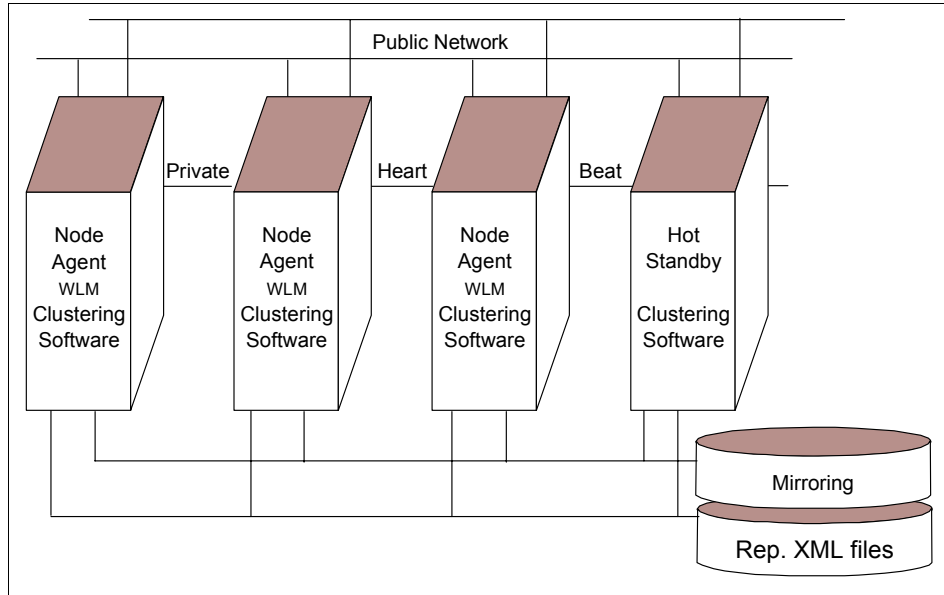 Public Network
Private
Heart
Beat
Node
Agent
WLM
Clustering
Software
Node
Agent
WLM
Clustering
Software
Node
Agent
WLM
Clustering
Software
Hot
Standby
Clustering
Software
Mirroring
Rep. XML files